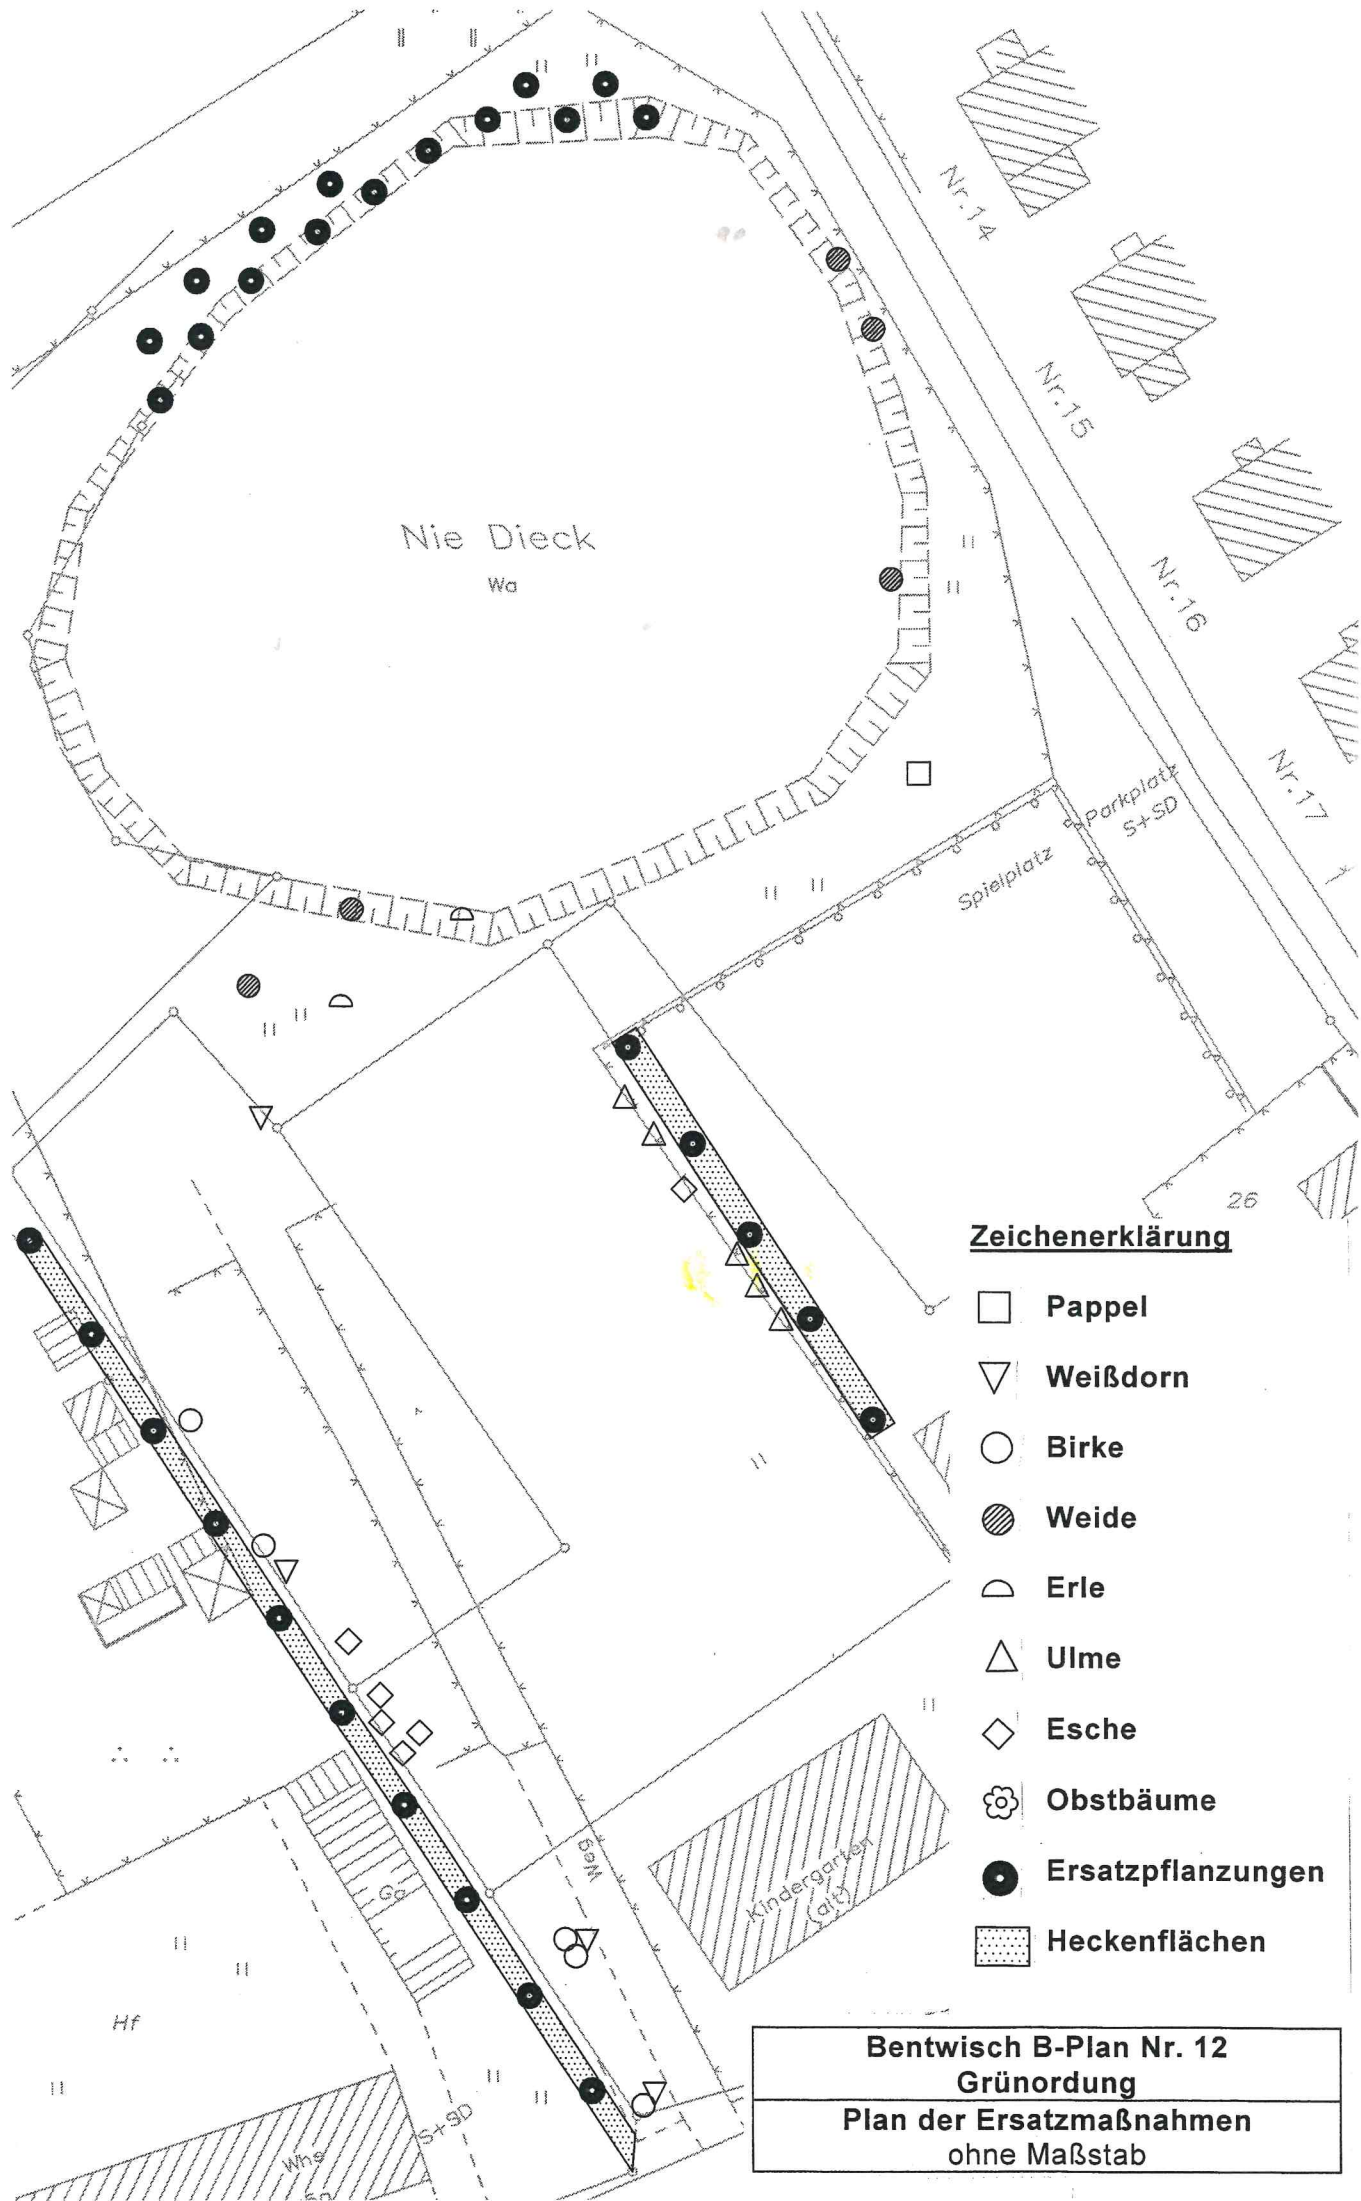 Nr.14
Nr.15
Nie Dieck
Wa
Nr.16
Nr.17
Parkplatz
S+SD
Spielplatz
26
Zeichenerklärung
Pappel
Weißdorn
Birke
Weide
Erle
Ulme
Esche
Obstbäume
Ersatzpflanzungen
Heckenflächen
Weg
Kindergarten
(alt)
Ga
Hf
S+SD
Whs
Bentwisch B-Plan Nr. 12
Grünordung
Plan der Ersatzmaßnahmen
ohne Maßstab